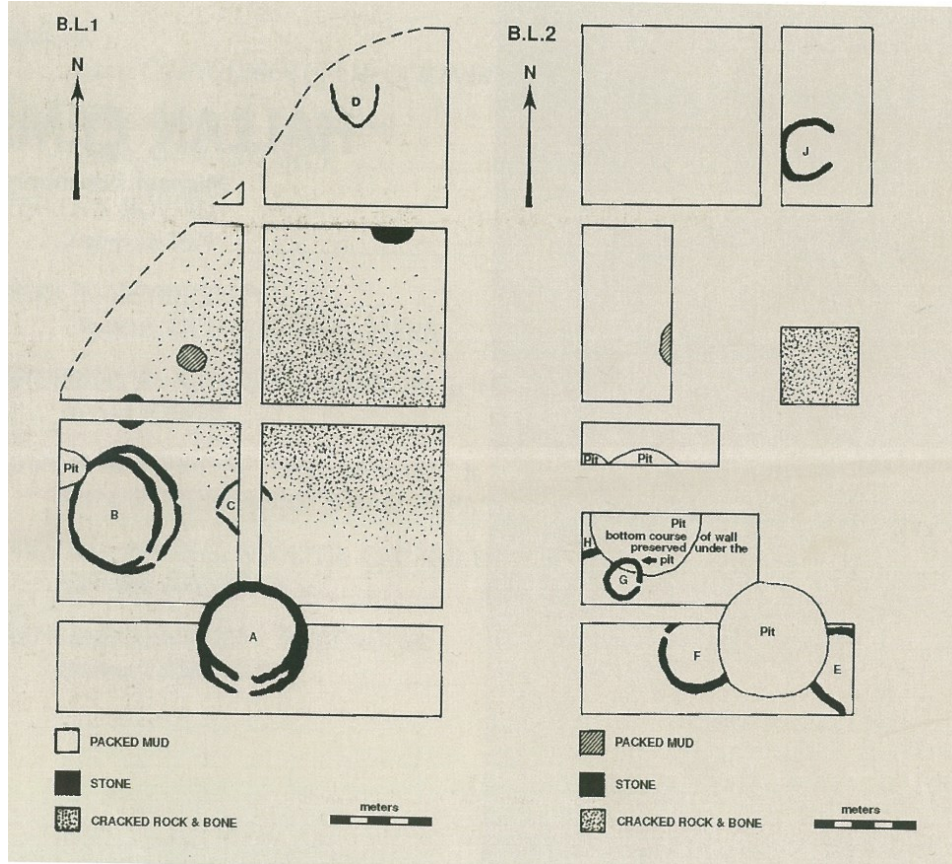 B.L.1
N
D
Pit
B
C
A
PACKED MUD
STONE
CRACKED ROCK & BONE
meters
B.L.2
N
J
Pit
Pit
Pit
bottom course of wall
preserved under the
pit
H
G
Pit
F
E
PACKED MUD
STONE
CRACKED ROCK & BONE
meters